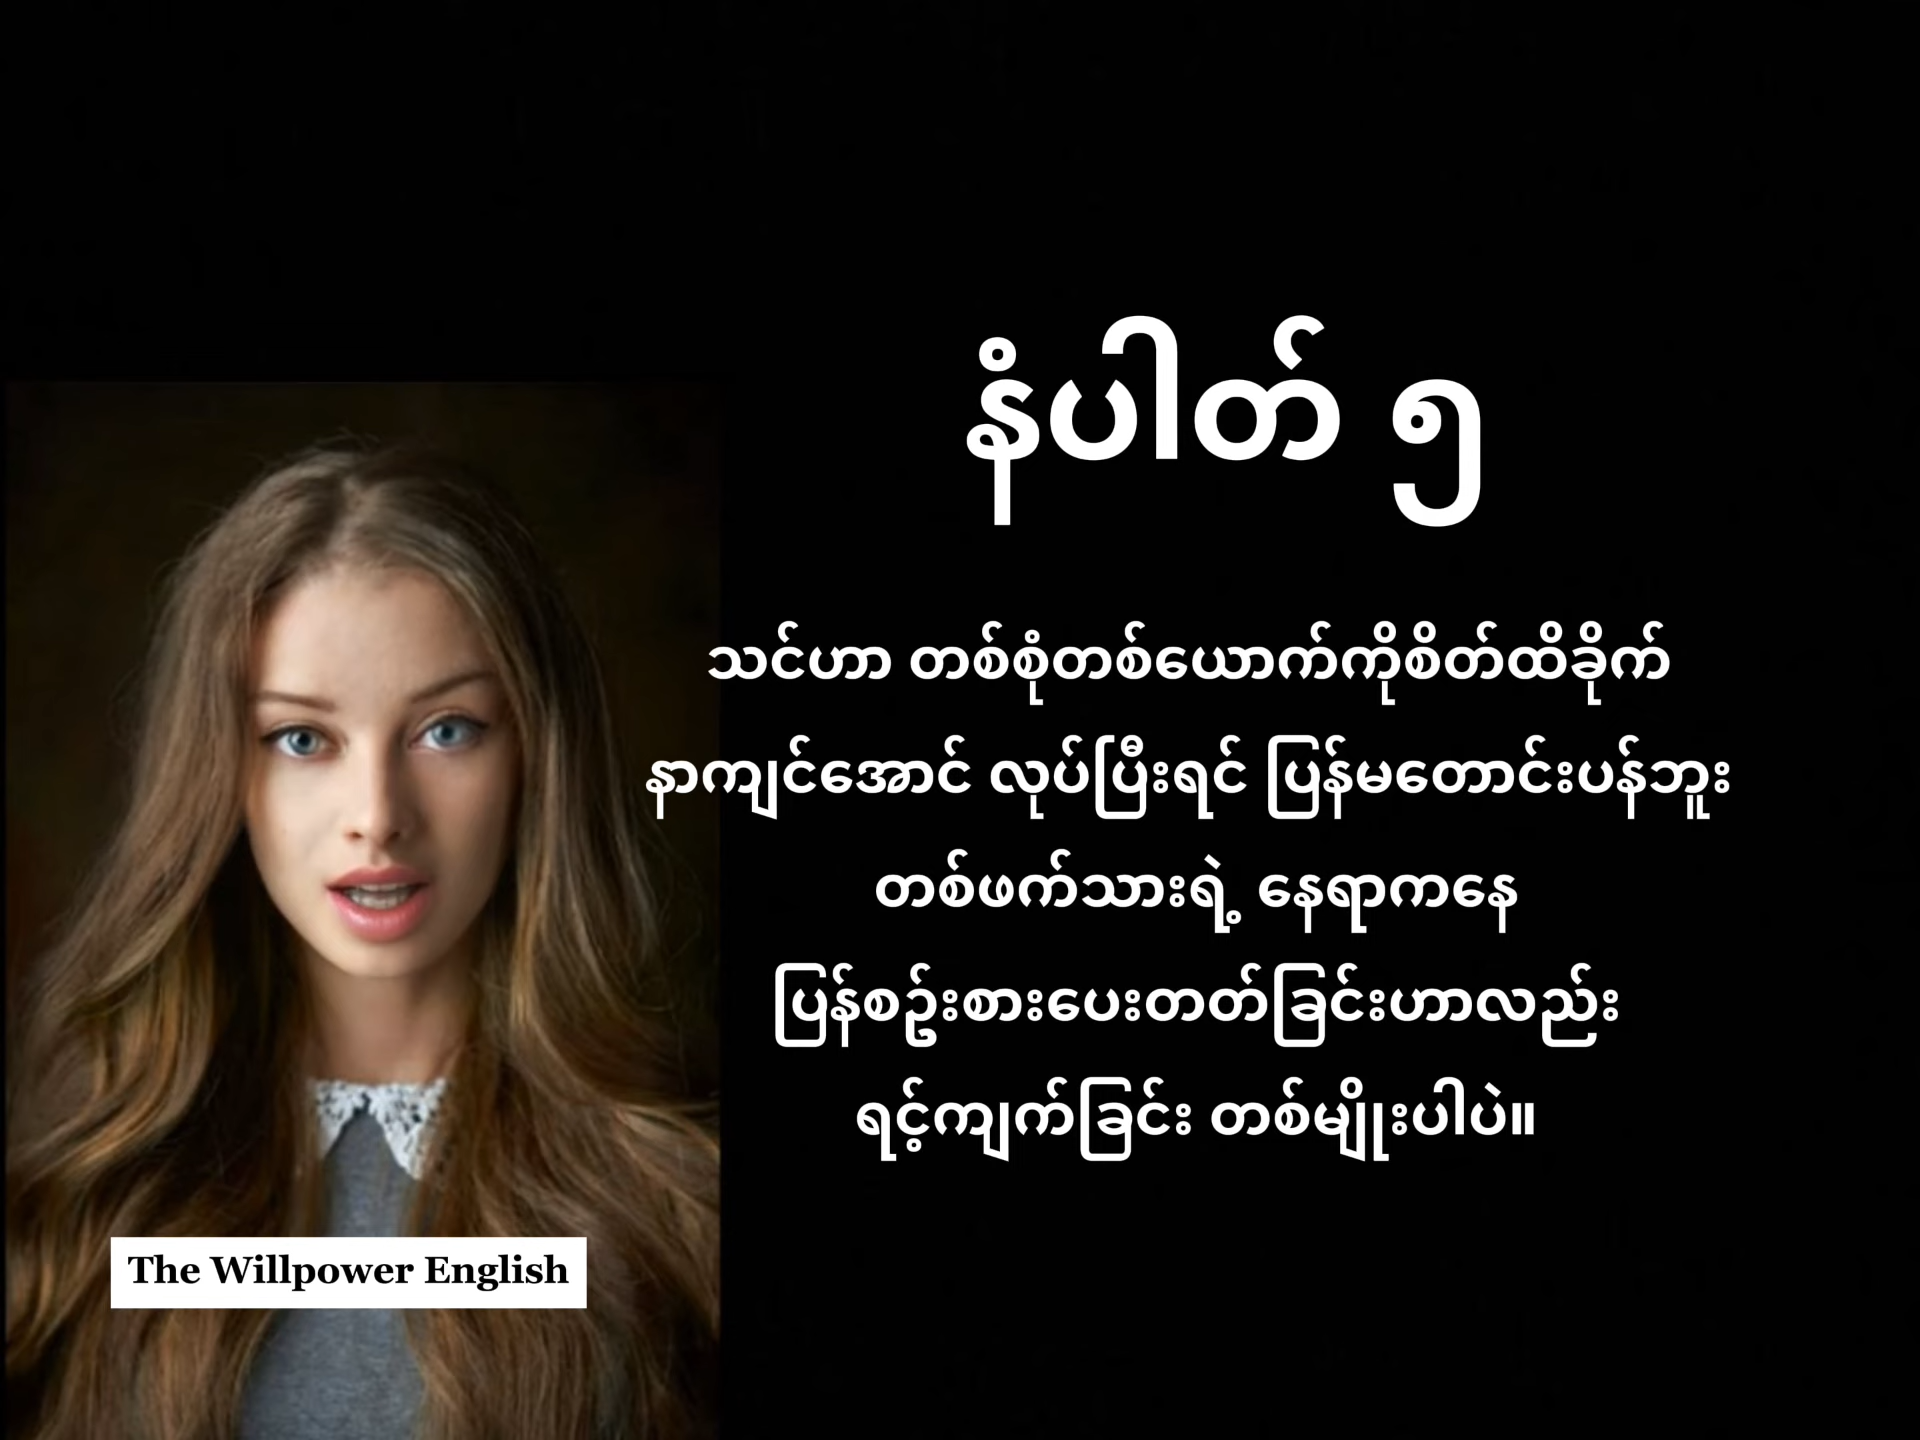 နံပါတ် ၅
သင်ဟာ တစ်စုံတစ်ယောက်ကိုစိတ်ထိခိုက်
နာကျင်အောင် လုပ်ပြီးရင် ပြန်မတောင်းပန်ဘူး
တစ်ဖက်သားရဲ့ နေရာကနေ
ပြန်စဥ်းစားပေးတတ်ခြင်းဟာလည်း
ရင့်ကျက်ခြင်း တစ်မျိုးပါပဲ။
The Willpower English